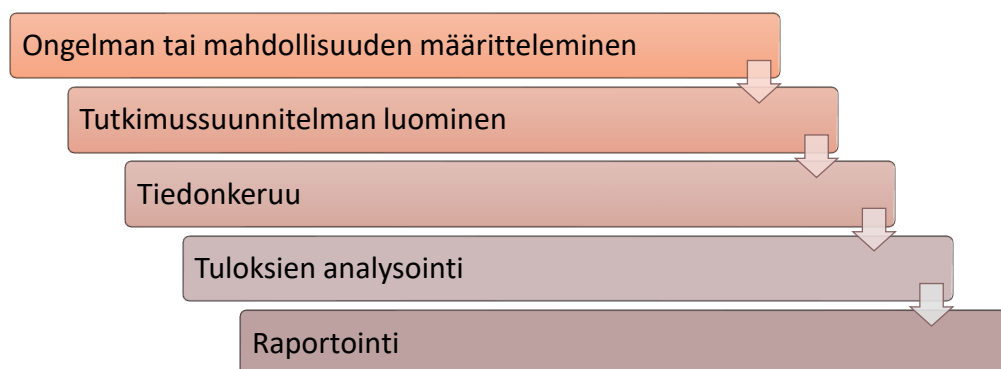 Ongelman tai mahdollisuuden määritteleminen
Tutkimussuunnitelman luominen
Tiedonkeruu
Tuloksien analysointi
Raportointi